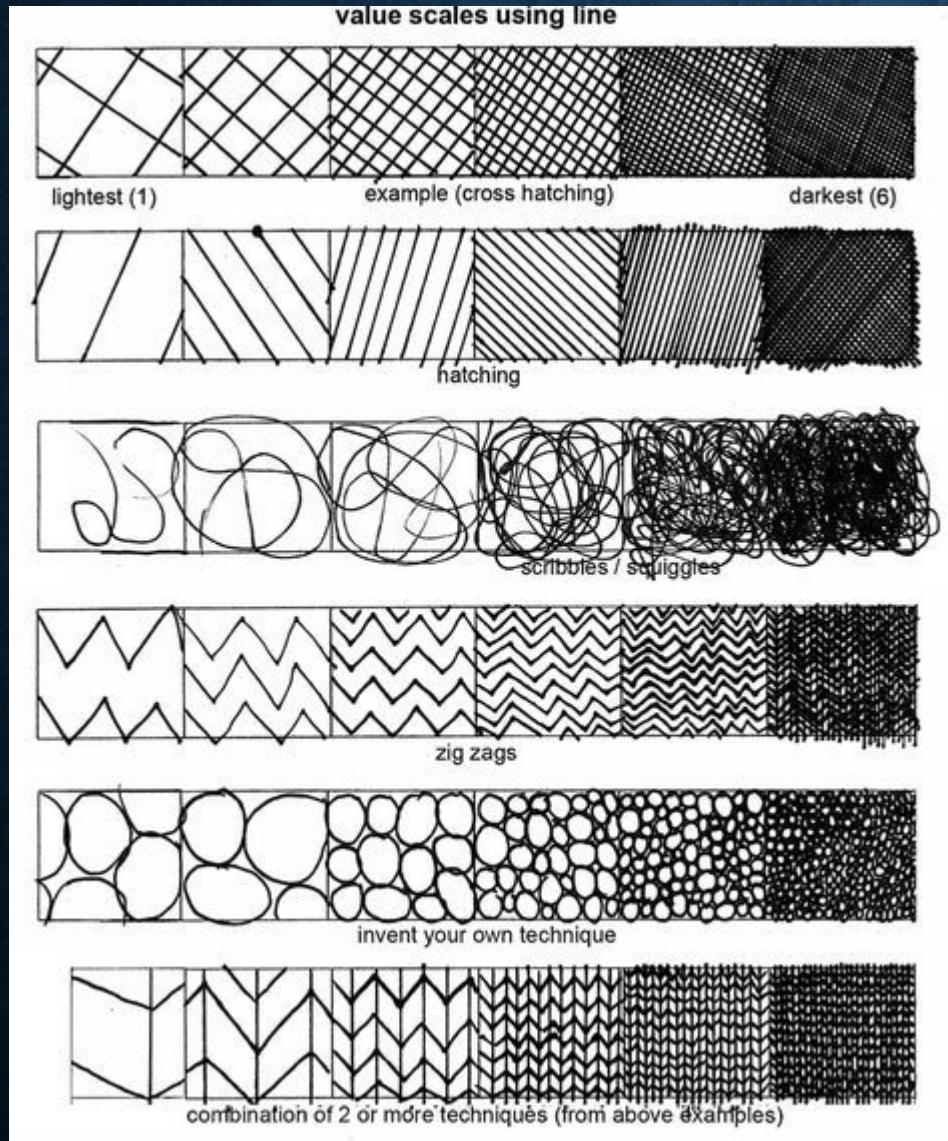 value scales using line
lightest (1) example (cross hatching) darkest (6)
hatching
scribbles / squiggles
zig zags
invent your own technique
combination of 2 or more techniques (from above examples)